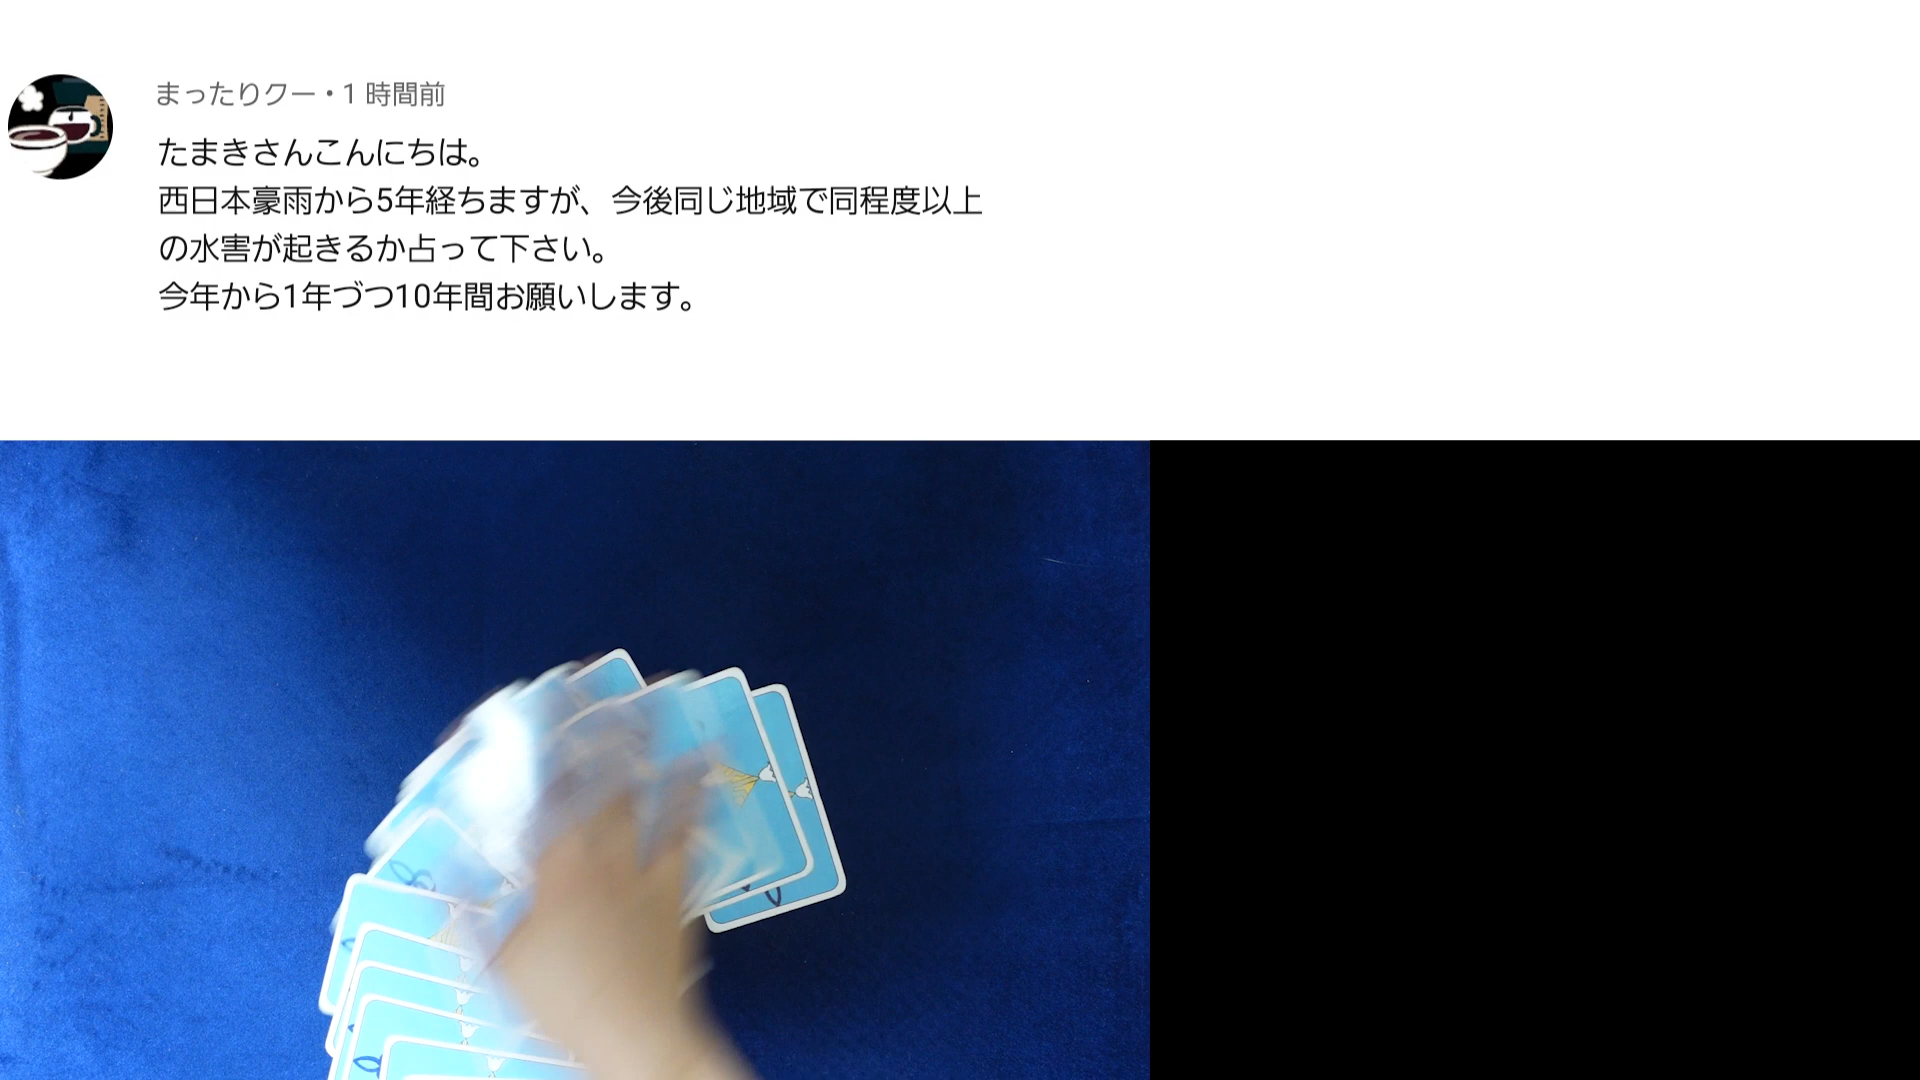 まったりクー・1 時間前
たまきさんこんにちは。
西日本豪雨から5年経ちますが、今後同じ地域で同程度以上
の水害が起きるか占って下さい。
今年から1年づつ10年間お願いします。